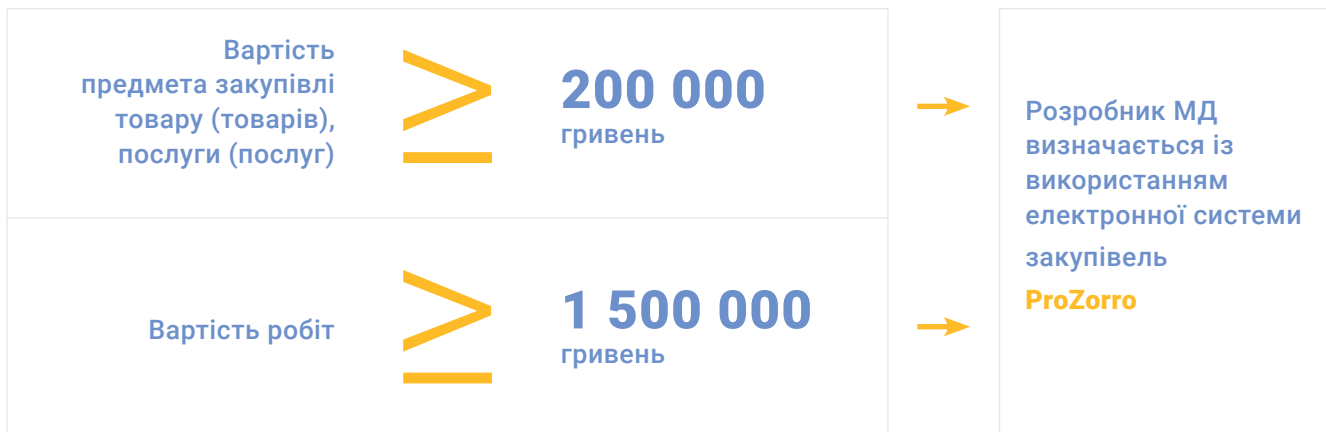 Вартість
предмета закупівлі
товару (товарів),
послуги (послуг)
≥
200 000
гривень
Вартість робіт
≥
1 500 000
гривень
Розробник МД
визначається із
використанням
електронної системи
закупівель
ProZorro